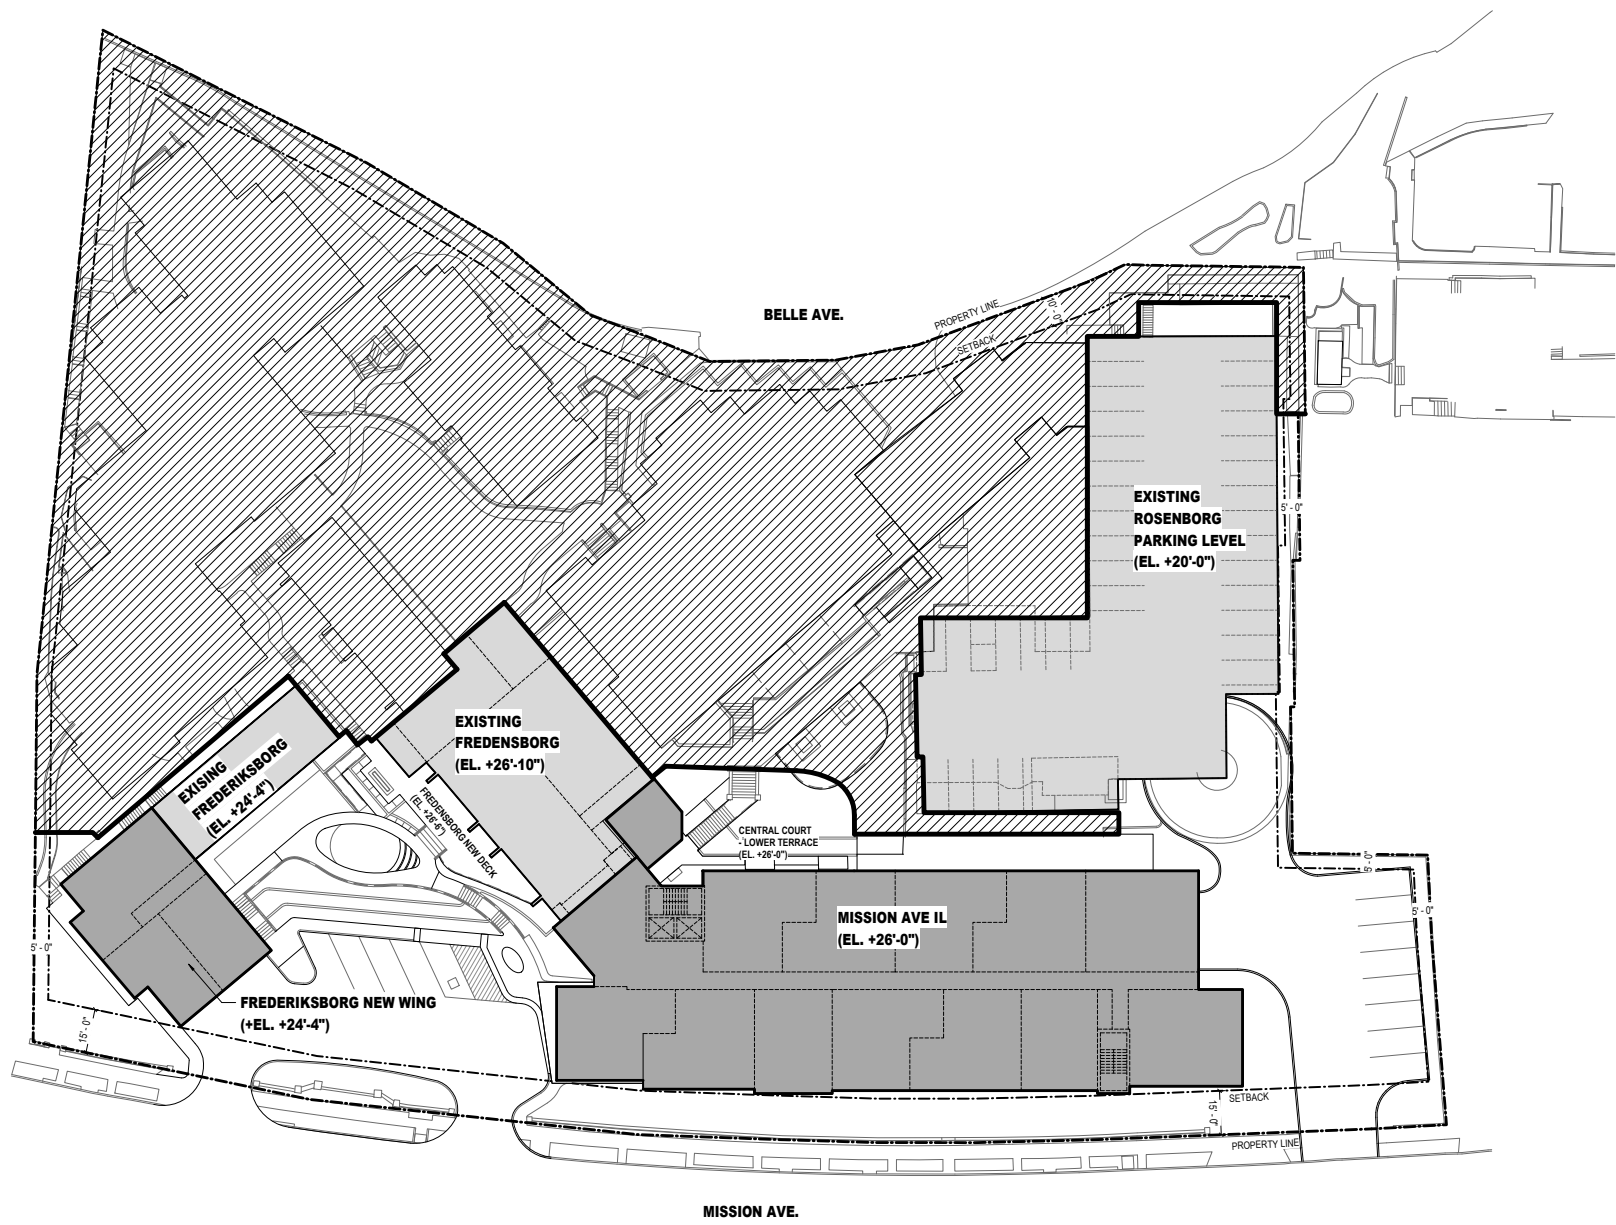 BELLE AVE.
PROPERTY LINE
SETBACK
10' - 0"
EXISTING
ROSENBORG
PARKING LEVEL
(EL. +20'-0")
5' - 0"
EXISTING
FREDENSBORG
(EL. +26'-10")
EXISING
FREDERIKSBORG
(EL. +24'-4")
FREDENSBORG NEW DECK
(EL. +26'-6")
CENTRAL COURT
- LOWER TERRACE
(EL. +26'-0")
MISSION AVE IL
(EL. +26'-0")
5' - 0"
5' - 0"
5' - 0"
FREDERIKSBORG NEW WING
(+EL. +24'-4")
15' - 0"
SETBACK
15' - 0"
PROPERTY LINE
MISSION AVE.